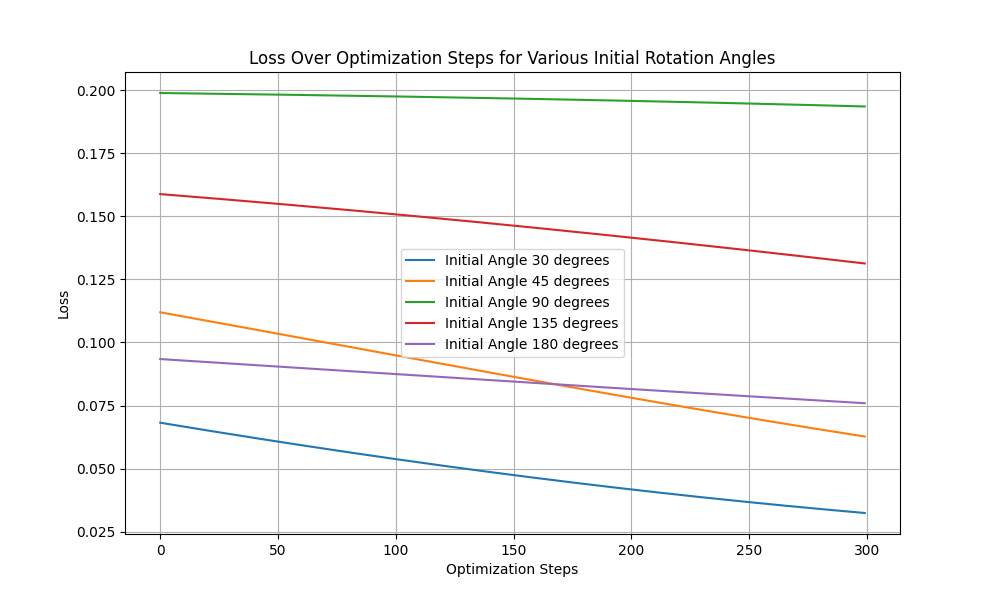 Loss Over Optimization Steps for Various Initial Rotation Angles
0.200
0.175
0.150
0.125
0.100
0.075
0.050
0.025
Loss
Initial Angle 30 degrees
Initial Angle 45 degrees
Initial Angle 90 degrees
Initial Angle 135 degrees
Initial Angle 180 degrees
0 50 100 150 200 250 300
Optimization Steps